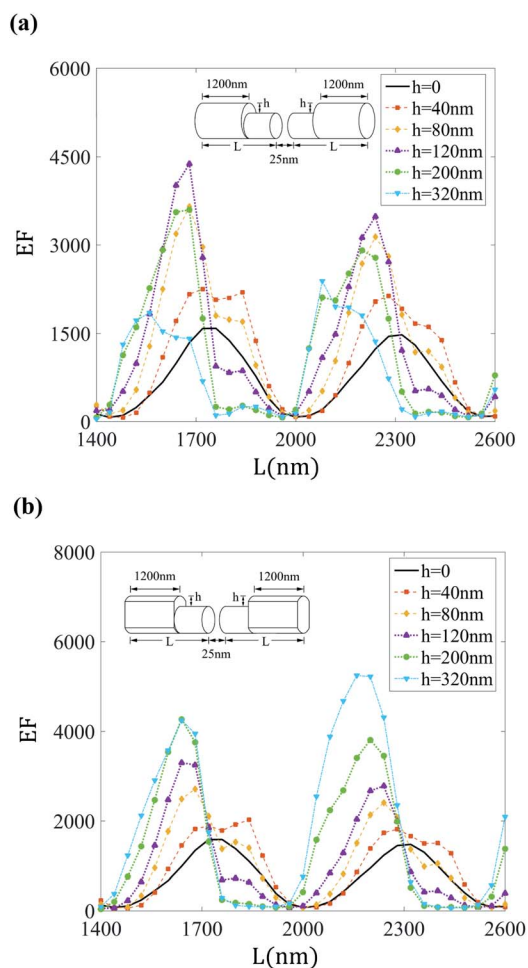 (a)
6000
4500
3000
1500
0
EF
1200nm
1200nm
h
h
L
L
25nm
h=0
h=40nm
h=80nm
h=120nm
h=200nm
h=320nm
1400
1700
2000
2300
2600
L(nm)
(b)
8000
6000
4000
2000
0
EF
1200nm
1200nm
h
h
L
L
25nm
h=0
h=40nm
h=80nm
h=120nm
h=200nm
h=320nm
1400
1700
2000
2300
2600
L(nm)